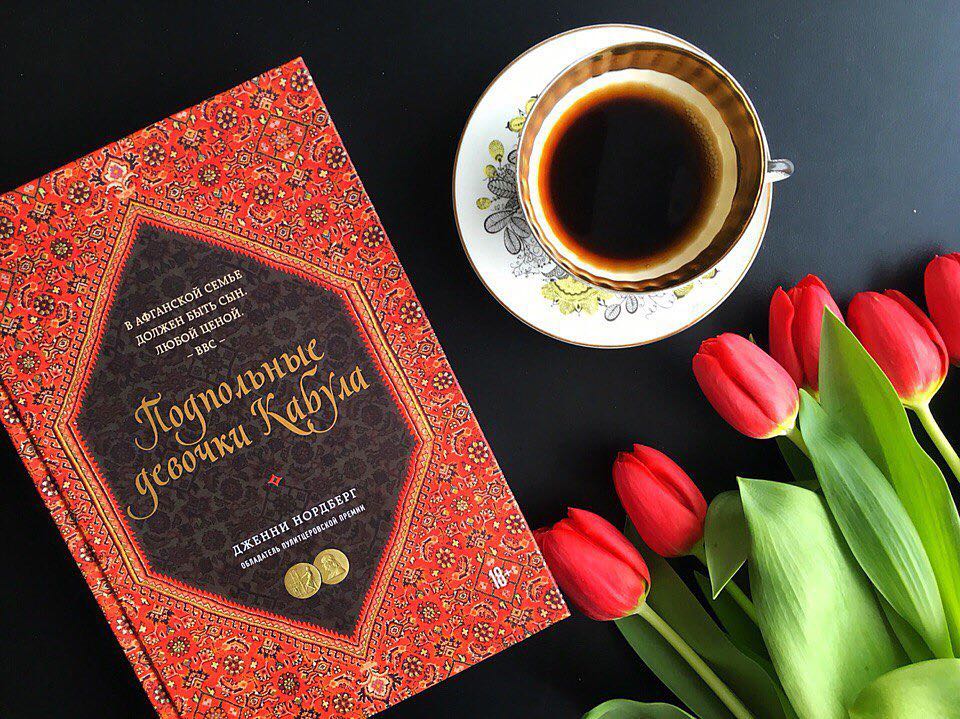 В АФГАНСКОЙ СЕМЬЕ
ДОЛЖЕН БЫТЬ СЫН.
ЛЮБОЙ ЦЕНОЙ.
– BBC –
Подпольные
девочки Кабула
ДЖЕННИ НОРДБЕРГ
ОБЛАДАТЕЛЬ ПУЛИТЦЕРОВСКОЙ ПРЕМИИ
18+